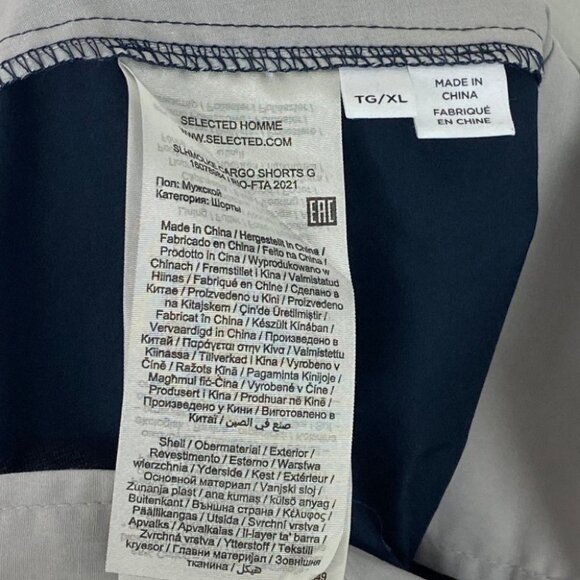 SELECTED HOMME
WWW.SELECTED.COM
CARGO SHORTS G
2021
Пол: Мужской
Категория: Шорты
EAC
Made in China / Hergestellt in China /
Fabricado en China / Feito na China /
Prodotto in Cina / Wyprodukowano w
Chinach / Fremstillet i Kina / Valmistatud
Hiinas / Fabriqué en Chine / Сделано в
Китае / Proizvedeno u Kini / Proizvedeno
na Kitajskem / Çin'de Üretilmiştir /
Fabricat în China / Készült Kínában /
Vervaardigd in China / Произведено в
Китай / Παράγεται στην Κίνα / Valmistettu
Kiinassa / Tillverkad i Kina / Vyrobeno v
Číně / Ražots Ķīnā / Pagaminta Kinijoje /
Magħmul fiċ-Ċina / Vyrobené v Číne /
Produsert i Kina / Prodhuar në Kinë /
Произведено у Кини / Виготовлено в
Китаї / صنع في الصين
Shell / Obermaterial / Exterior /
Revestimento / Esterno / Warstwa
wierzchnia / Yderside / Kest / Extérieur /
Основной материал / Vanjski sloj /
Zunanja plast / ana kumaş / külső anyag /
Buitenkant / Външна страна / Κέλυφος /
Päällikangas / Utsida / Svrchní vrstva /
Apvalks / Apvalkalas / Il-layer ta' barra /
Zvrchná vrstva / Ytterstoff / Tekstili
kryesor / Главни материјал / Зовнішня
тканина / هيكل
TG/XL
MADE IN
CHINA
FABRIQUÉ
EN CHINE